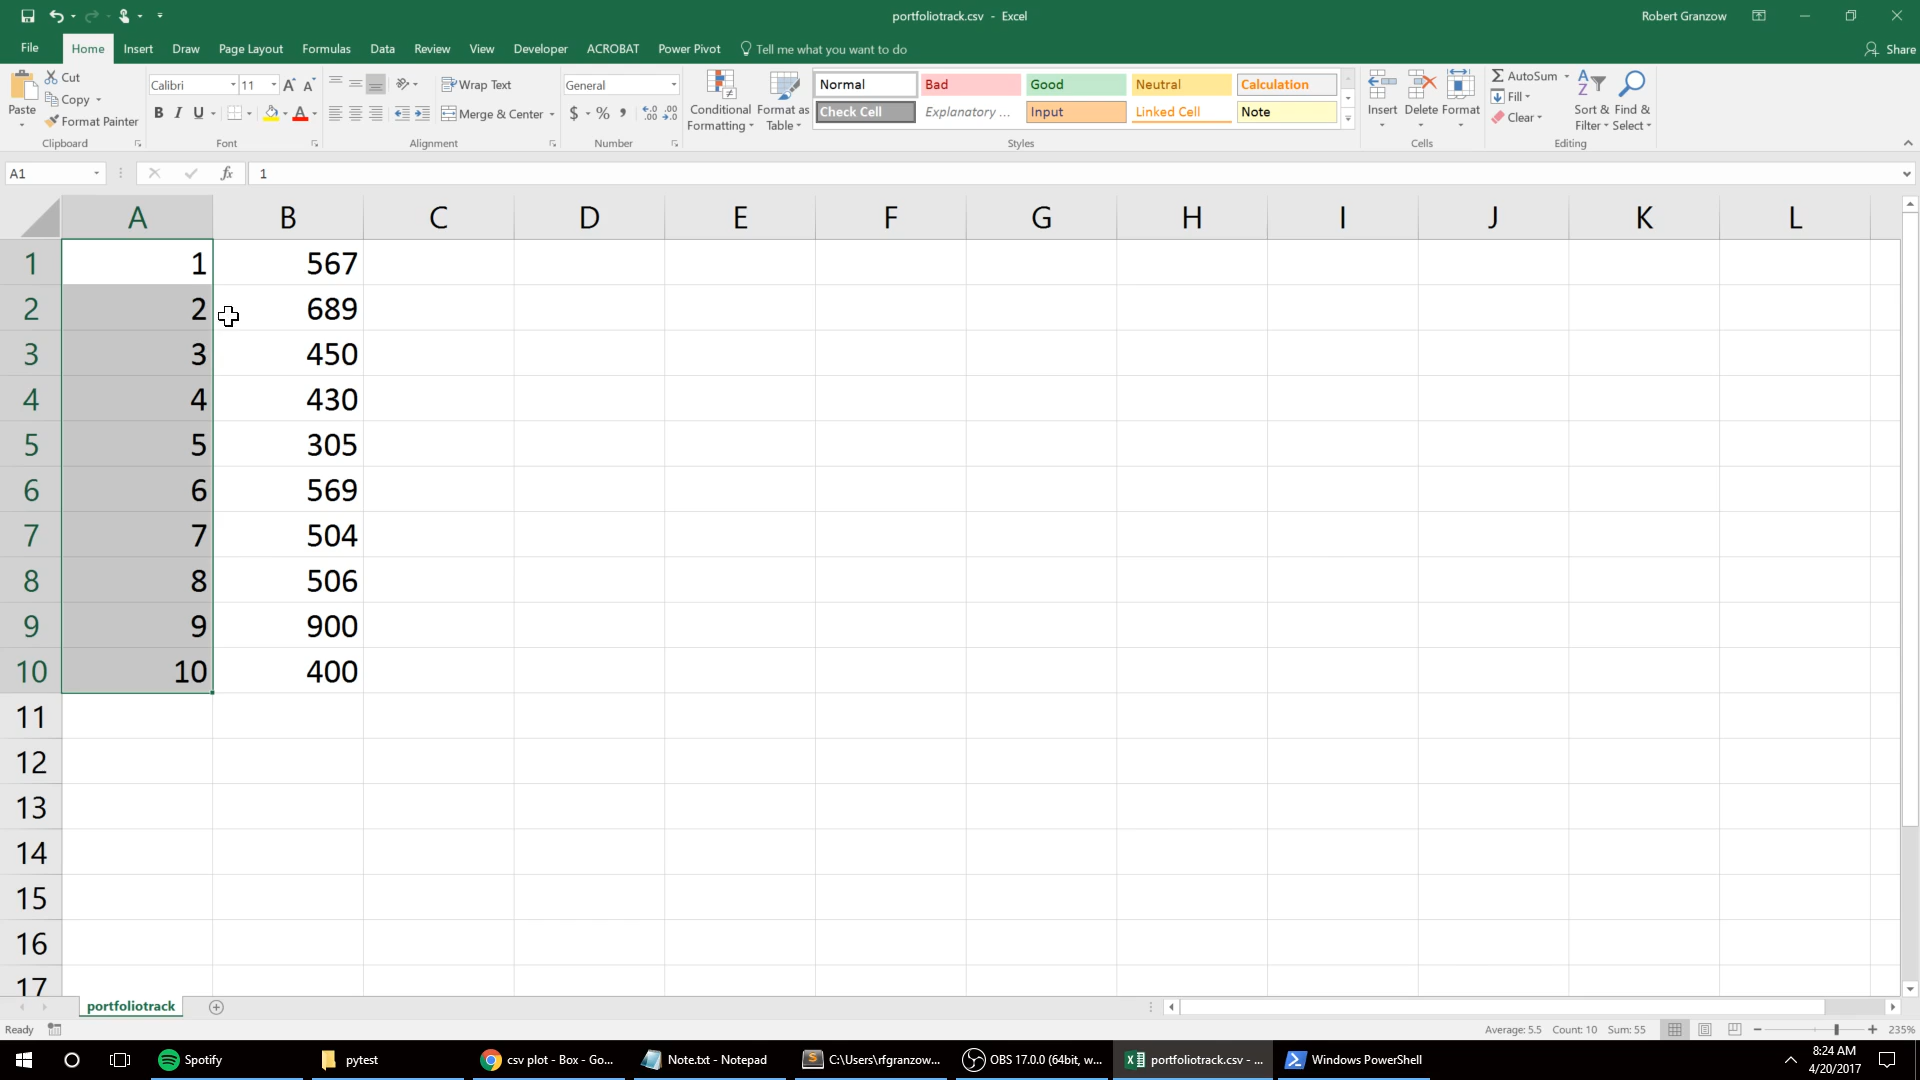 portfoliotrack.csv - Excel
Robert Granzow
File Home Insert Draw Page Layout Formulas Data Review View Developer ACROBAT Power Pivot Tell me what you want to do Share
Paste
Cut
Copy
Format Painter
Clipboard
Calibri 11
B I U
Font
Wrap Text
Merge & Center
Alignment
General
$ % ,
Number
Conditional Formatting
Format as Table
Normal Bad Good Neutral Calculation
Check Cell Explanatory ... Input Linked Cell Note
Styles
Insert Delete Format
Cells
AutoSum
Fill
Clear
Sort & Filter
Find & Select
Editing
A1 fx 1
A B C D E F G H I J K L
1 1 567
2 2 689
3 3 450
4 4 430
5 5 305
6 6 569
7 7 504
8 8 506
9 9 900
10 10 400
11
12
13
14
15
16
17
portfoliotrack
Ready Average: 5.5 Count: 10 Sum: 55 235%
Spotify pytest csv plot - Box - Go... Note.txt - Notepad C:\Users\rfgranzow... OBS 17.0.0 (64bit, w... portfoliotrack.csv - ... Windows PowerShell
8:24 AM
4/20/2017